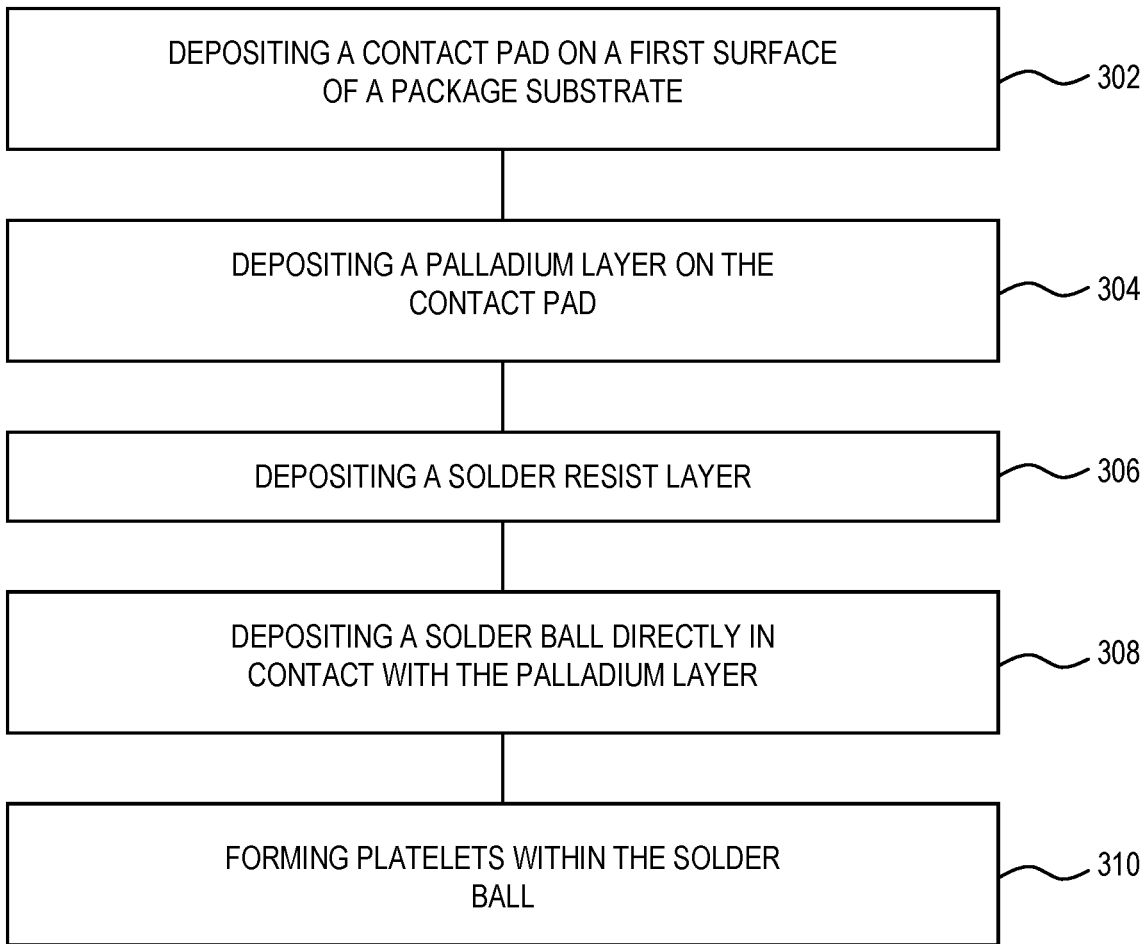 DEPOSITING A CONTACT PAD ON A FIRST SURFACE
OF A PACKAGE SUBSTRATE
302
DEPOSITING A PALLADIUM LAYER ON THE
CONTACT PAD
304
DEPOSITING A SOLDER RESIST LAYER
306
DEPOSITING A SOLDER BALL DIRECTLY IN
CONTACT WITH THE PALLADIUM LAYER
308
FORMING PLATELETS WITHIN THE SOLDER
BALL
310